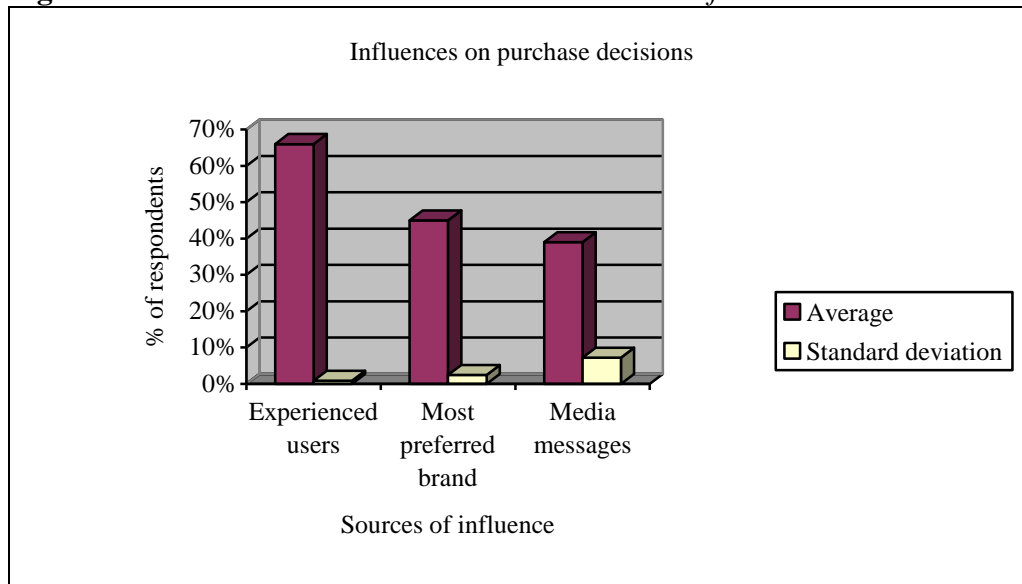 Influences on purchase decisions
70%
60%
50%
40%
30%
20%
10%
0%
% of respondents
Experienced
users
Most
preferred
brand
Media
messages
Sources of influence
Average
Standard deviation